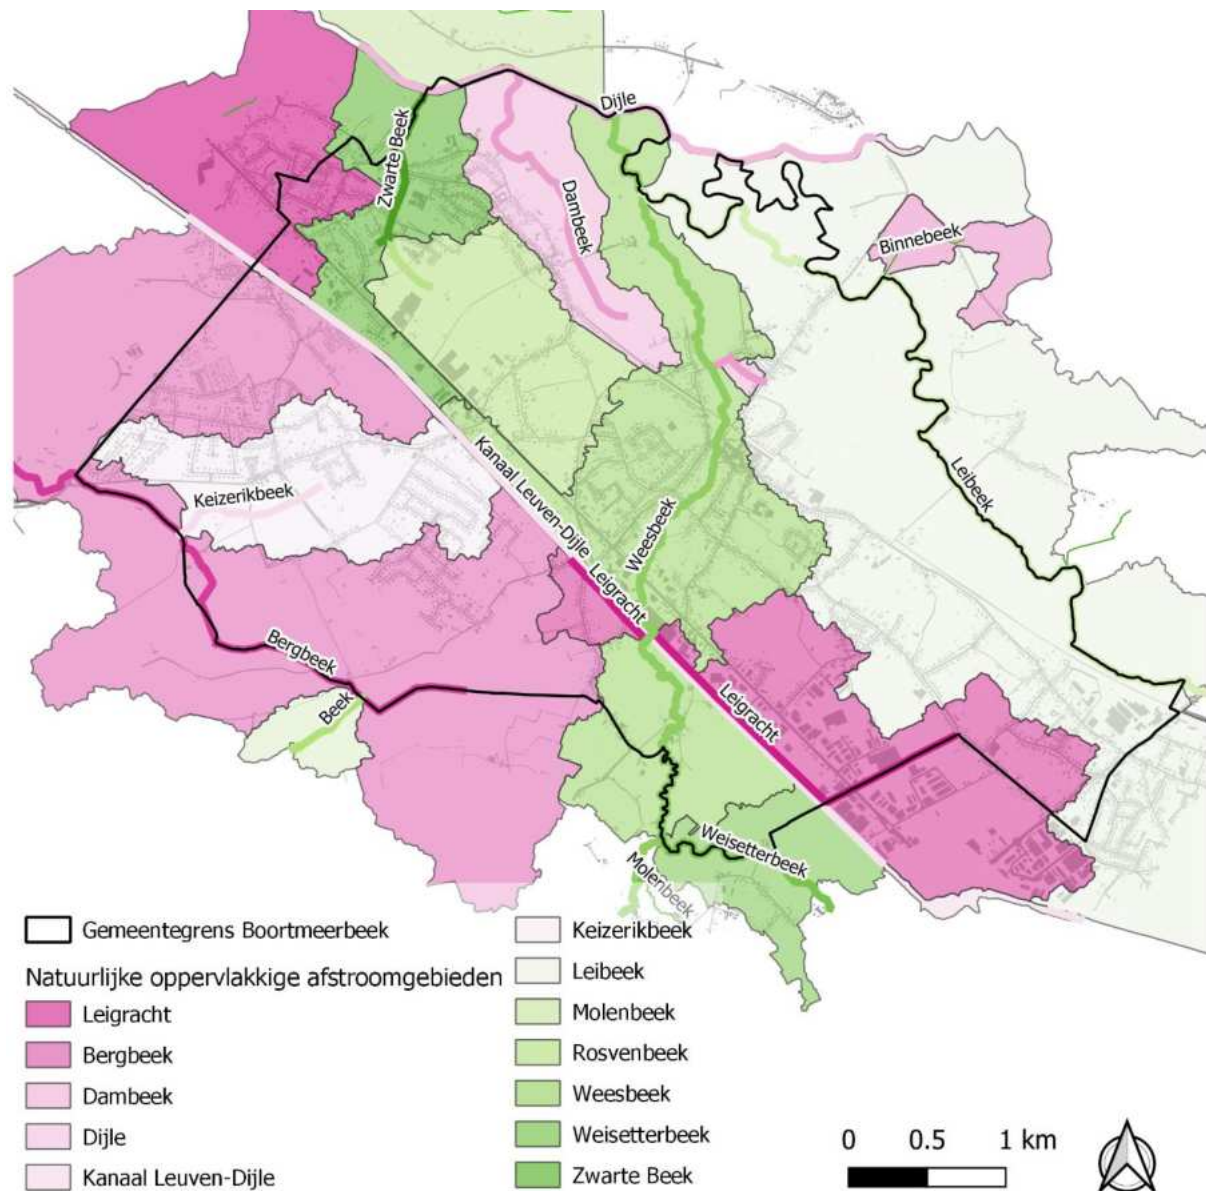 Dijle
Zwarte Beek
Dambeek
Binnebeek
Keizerikbeek
Kanaal Leuven-Dijle
Leibeek
Weesbeek
Leigracht
Bergbeek
Beek
Leigracht
Weisetterbeek
Molenbeek
Gemeentegrens Boortmeerbeek
Natuurlijke oppervlakkige afstroomgebieden
Leigracht
Bergbeek
Dambeek
Dijle
Kanaal Leuven-Dijle
Keizerikbeek
Leibeek
Molenbeek
Rosvenbeek
Weesbeek
Weisetterbeek
Zwarte Beek
0 0.5 1 km